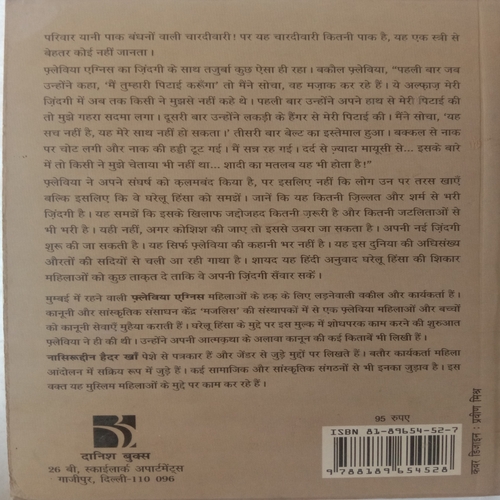 परिवार यानी पाक बंधनों वाली चारदीवारी! पर यह चारदीवारी कितनी पाक है, यह एक स्त्री से
बेहतर कोई नहीं जानता ।
फ़्लेविया एग्निस का ज़िंदगी के साथ तजुर्बा कुछ ऐसा ही रहा । बकौल फ़्लेविया, “पहली बार जब
उन्होंने कहा, 'मैं तुम्हारी पिटाई करूँगा' तो मैंने सोचा, वह मज़ाक कर रहे हैं । ये अल्फ़ाज़ मेरी
ज़िंदगी में अब तक किसी ने मुझसे नहीं कहे थे । पहली बार उन्होंने अपने हाथ से मेरी पिटाई की
तो मुझे गहरा सदमा लगा । दूसरी बार उन्होंने लकड़ी के हैंगर से मेरी पिटाई की । मैंने सोचा, 'यह
सच नहीं है, यह मेरे साथ नहीं हो सकता ।' तीसरी बार बेल्ट का इस्तेमाल हुआ । बक्कल से नाक
पर चोट लगी और नाक की हड्डी टूट गई । मैं सन्न रह गई । दर्द से ज़्यादा मायूसी से... इसके बारे
में तो किसी ने मुझे चेताया भी नहीं था... शादी का मतलब यह भी होता है!”
फ़्लेविया ने अपने संघर्ष को क़लमबंद किया है, पर इसलिए नहीं कि लोग उन पर तरस खाएँ
बल्कि इसलिए कि वे घरेलू हिंसा को समझें । जानें कि यह कितनी ज़िल्लत और शर्म से भरी
ज़िंदगी है । यह समझें कि इसके खिलाफ जद्दोजहद कितनी ज़रूरी है और कितनी जटिलताओं से
भी भरी है । यही नहीं, अगर कोशिश की जाए तो इससे उबरा जा सकता है । अपनी नई ज़िंदगी
शुरू की जा सकती है । यह सिर्फ फ़्लेविया की कहानी भर नहीं है । यह इस दुनिया की अधिसंख्य
औरतों की सदियों से चली आ रही गाथा है । शायद यह हिंदी अनुवाद घरेलू हिंसा की शिकार
महिलाओं को कुछ ताक़त दे ताकि वे अपनी ज़िंदगी सँवार सकें ।
मुम्बई में रहने वाली फ़्लेविया एग्निस महिलाओं के हक़ के लिए लड़नेवाली वकील और कार्यकर्ता हैं ।
कानूनी और सांस्कृतिक संसाधन केंद्र 'मजलिस' की संस्थापकों में से एक फ़्लेविया महिलाओं और बच्चों
को कानूनी सेवाएँ मुहैया कराती हैं । घरेलू हिंसा के मुद्दे पर इस मुल्क में शोधपरक काम करने की शुरुआत
फ़्लेविया ने ही की थी । उन्होंने अपनी आत्मकथा के अलावा कानून की कई किताबें भी लिखी हैं ।
नासिरूद्दीन हैदर खाँ पेशे से पत्रकार हैं और जेंडर से जुड़े मुद्दों पर लिखते हैं । बतौर कार्यकर्ता महिला
आंदोलन में सक्रिय रूप में जुड़े हैं । कई सामाजिक और सांस्कृतिक संगठनों से भी इनका जुड़ाव है । इस
वक्त यह मुस्लिम महिलाओं के मुद्दे पर काम कर रहे हैं ।
दानिश बुक्स
26 बी, स्काईलार्क अपार्टमेंट्स
गाजीपुर, दिल्ली-110 096
95 रुपए
ISBN 81-89654-52-7
9 788189 654528
कवर डिजाइन : प्रवीण मिश्र